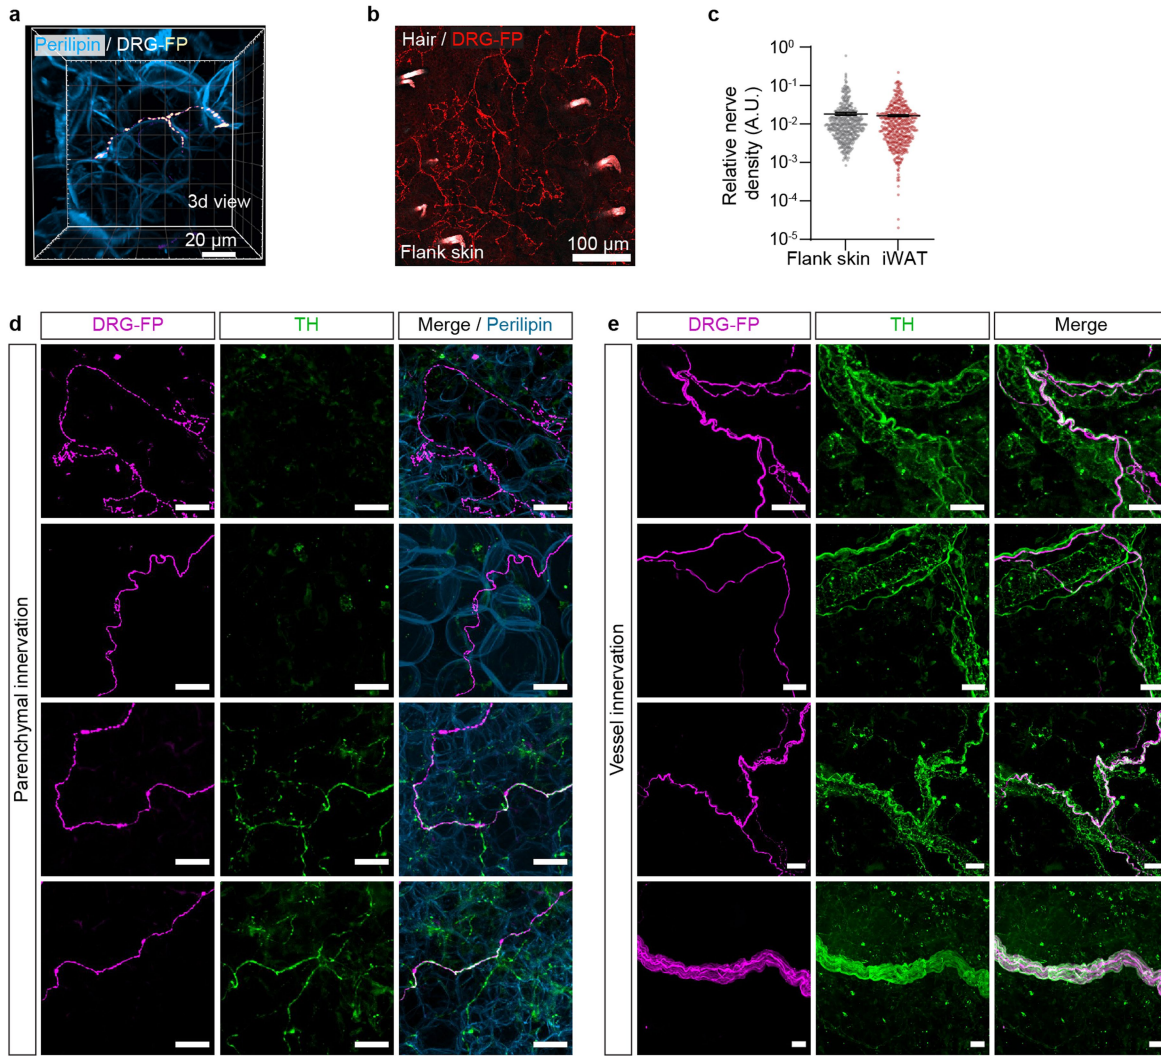 a
Perilipin / DRG-FP
3d view
20 µm
b
Hair / DRG-FP
Flank skin
100 µm
c
Relative nerve
density (A.U.)
10⁰
10⁻¹
10⁻²
10⁻³
10⁻⁴
10⁻⁵
Flank skin
iWAT
d
DRG-FP
TH
Merge / Perilipin
Parenchymal innervation
e
DRG-FP
TH
Merge
Vessel innervation